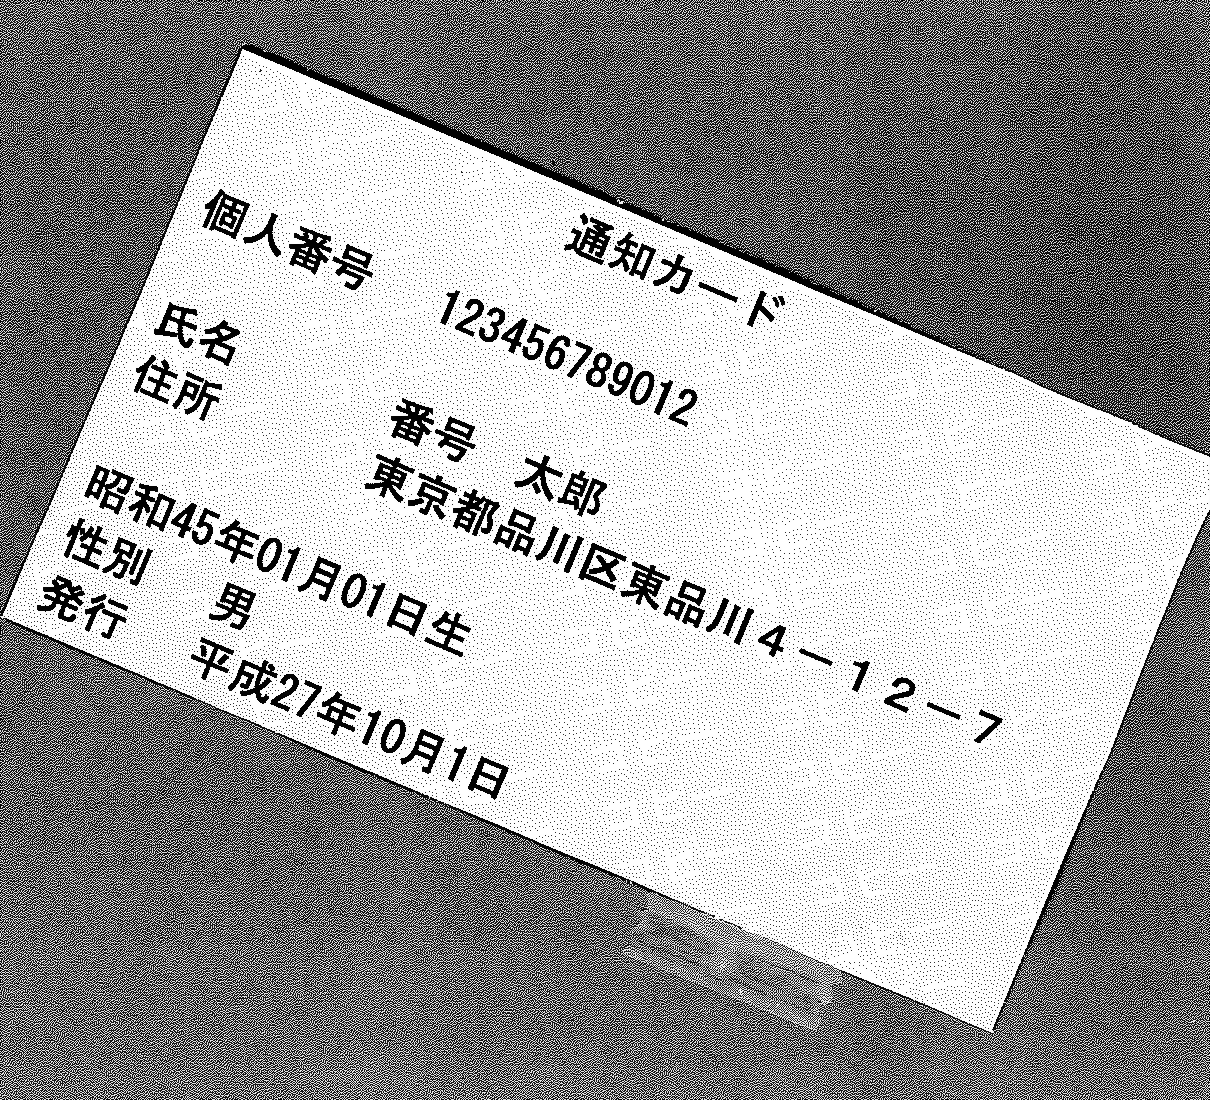 通知カード
個人番号 123456789012
氏名 番号 太郎
住所 東京都品川区東品川４－１２－７
昭和45年01月01日生
性別 男
発行 平成27年10月1日